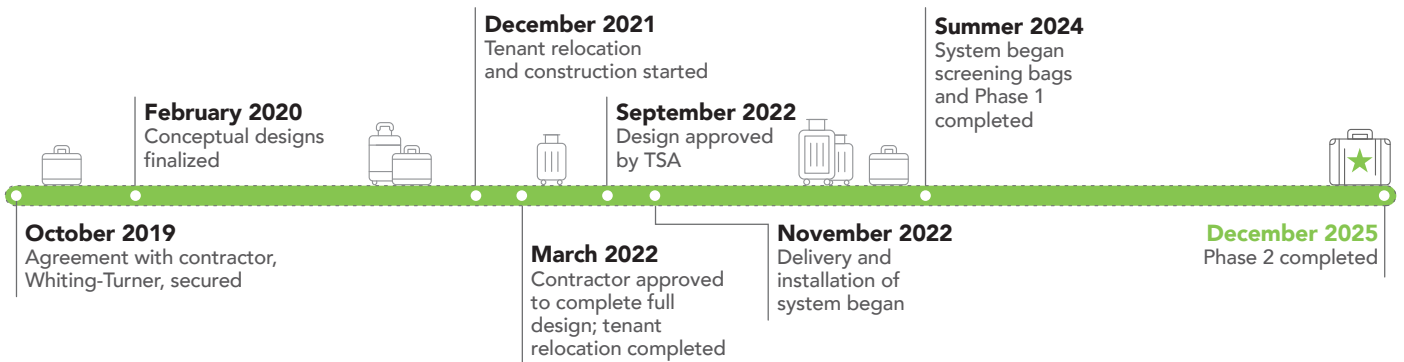 October 2019
Agreement with contractor,
Whiting-Turner, secured
February 2020
Conceptual designs
finalized
December 2021
Tenant relocation
and construction started
March 2022
Contractor approved
to complete full
design; tenant
relocation completed
September 2022
Design approved
by TSA
November 2022
Delivery and
installation of
system began
Summer 2024
System began
screening bags
and Phase 1
completed
December 2025
Phase 2 completed